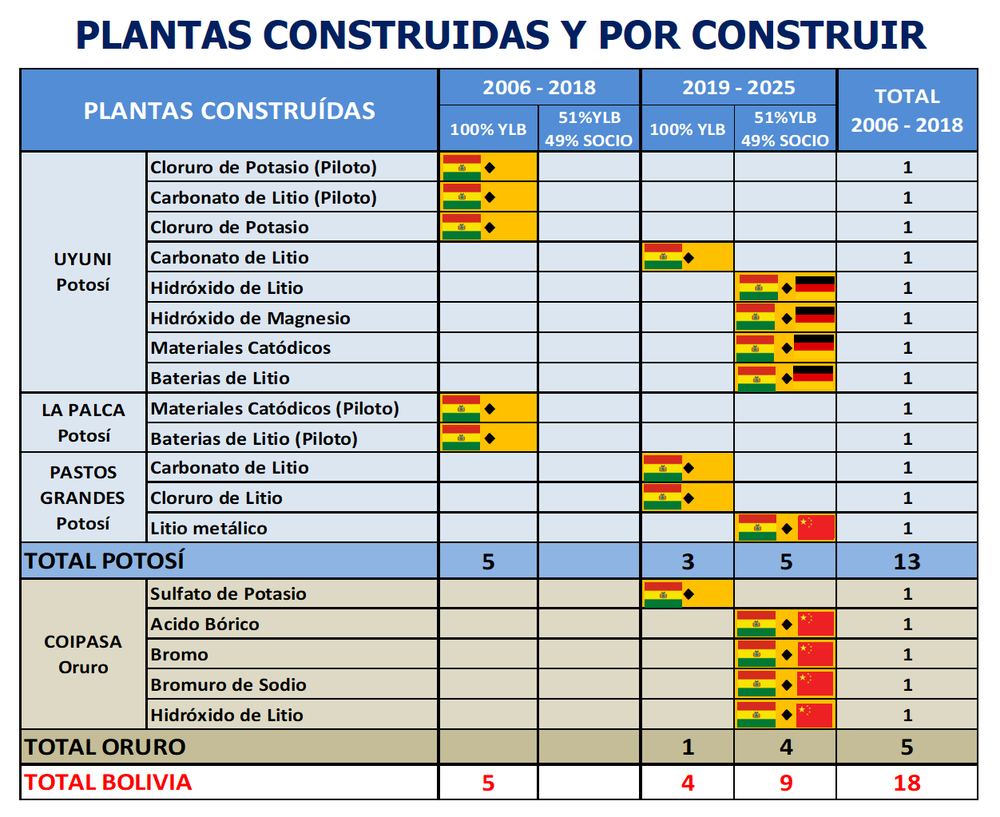 PLANTAS CONSTRUIDAS Y POR CONSTRUIR
PLANTAS CONSTRUÍDAS
2006 - 2018
2019 - 2025
TOTAL
2006 - 2018
100% YLB
51%YLB
49% SOCIO
100% YLB
51%YLB
49% SOCIO
UYUNI
Potosí
Cloruro de Potasio (Piloto) 1
Carbonato de Litio (Piloto) 1
Cloruro de Potasio 1
Carbonato de Litio 1
Hidróxido de Litio 1
Hidróxido de Magnesio 1
Materiales Catódicos 1
Baterias de Litio 1
LA PALCA
Potosí
Materiales Catódicos (Piloto) 1
Baterias de Litio (Piloto) 1
PASTOS
GRANDES
Potosí
Carbonato de Litio 1
Cloruro de Litio 1
Litio metálico 1
TOTAL POTOSÍ 5 3 5 13
COIPASA
Oruro
Sulfato de Potasio 1
Acido Bórico 1
Bromo 1
Bromuro de Sodio 1
Hidróxido de Litio 1
TOTAL ORURO 1 4 5
TOTAL BOLIVIA 5 4 9 18